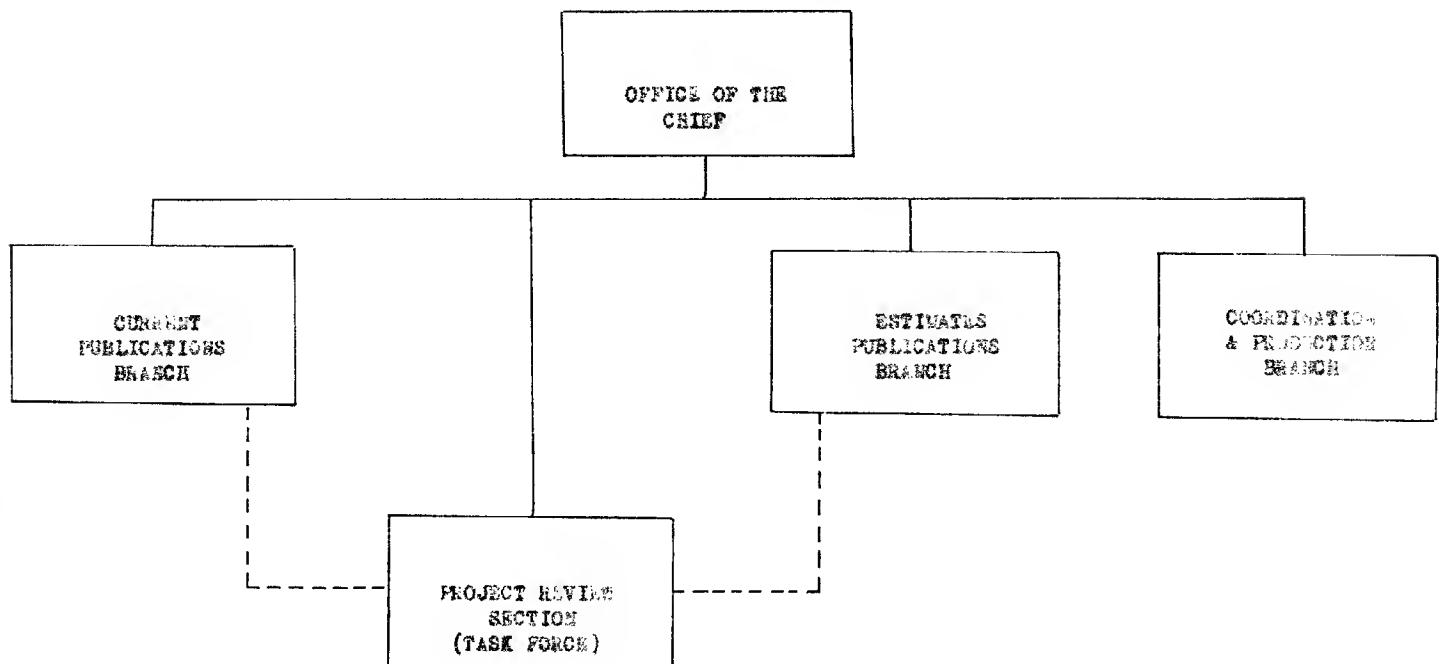 OFFICE OF THE
CHIEF
CURRENT
PUBLICATIONS
BRANCH
ESTIMATES
PUBLICATIONS
BRANCH
COORDINATION
& PRODUCTION
BRANCH
PROJECT REVIEW
SECTION
(TASK FORCE)